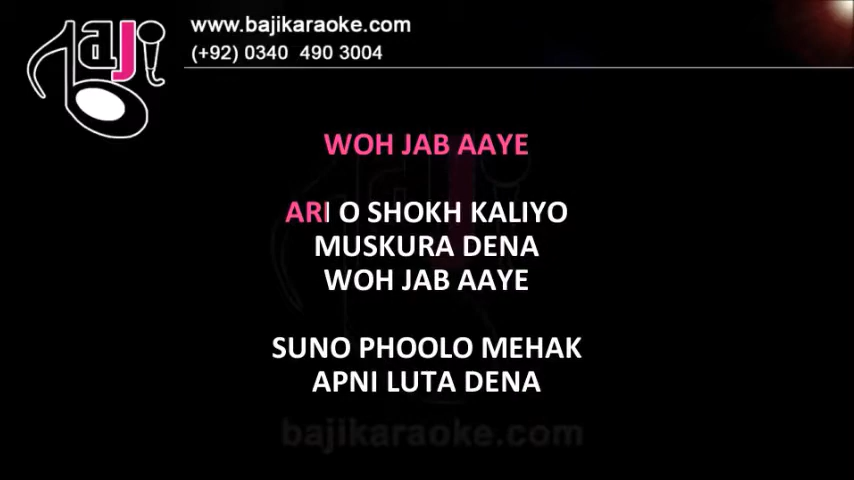 aJi
www.bajikaraoke.com
(+92) 0340 490 3004
WOH JAB AAYE
ARI O SHOKH KALIYO
MUSKURA DENA
WOH JAB AAYE
SUNO PHOOLO MEHAK
APNI LUTA DENA
bajikaraoke.com